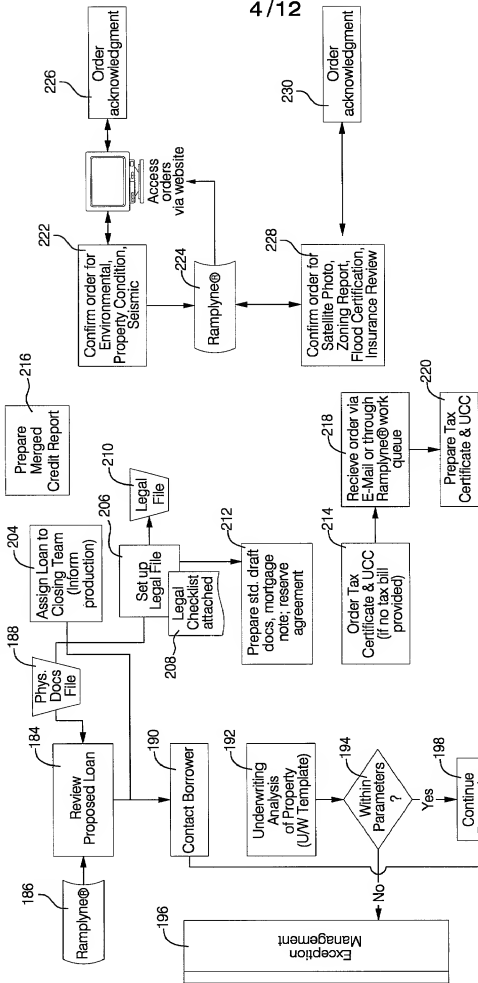 4/12
226
Order
acknowledgment
230
Order
acknowledgment
Access
orders
via website
222
Confirm order for
Environmental,
Property Condition,
Seismic
224
Ramplyne®
228
Confirm order for
Satellite Photo,
Zoning Report,
Flood Certification,
Insurance Review
216
Prepare
Merged
Credit Report
218
Recieve order via
E-Mail or through
Ramplyne® work
queue
220
Prepare Tax
Certificate & UCC
204
Assign Loan to
Closing Team
(Inform
production)
210
Legal
File
206
Set up
Legal File
208
Legal
Checklist
attached
212
Prepare std. draft
docs, mortgage
note; reserve
agreement
214
Order Tax
Certificate & UCC
(if no tax bill
provided)
188
Phys.
Docs
File
184
Review
Proposed Loan
186
Ramplyne®
190
Contact Borrower
192
Underwriting
Analysis
of Property
(U/W Template)
194
Within
Parameters
?
Yes
198
Continue
No
196
Exception
Management